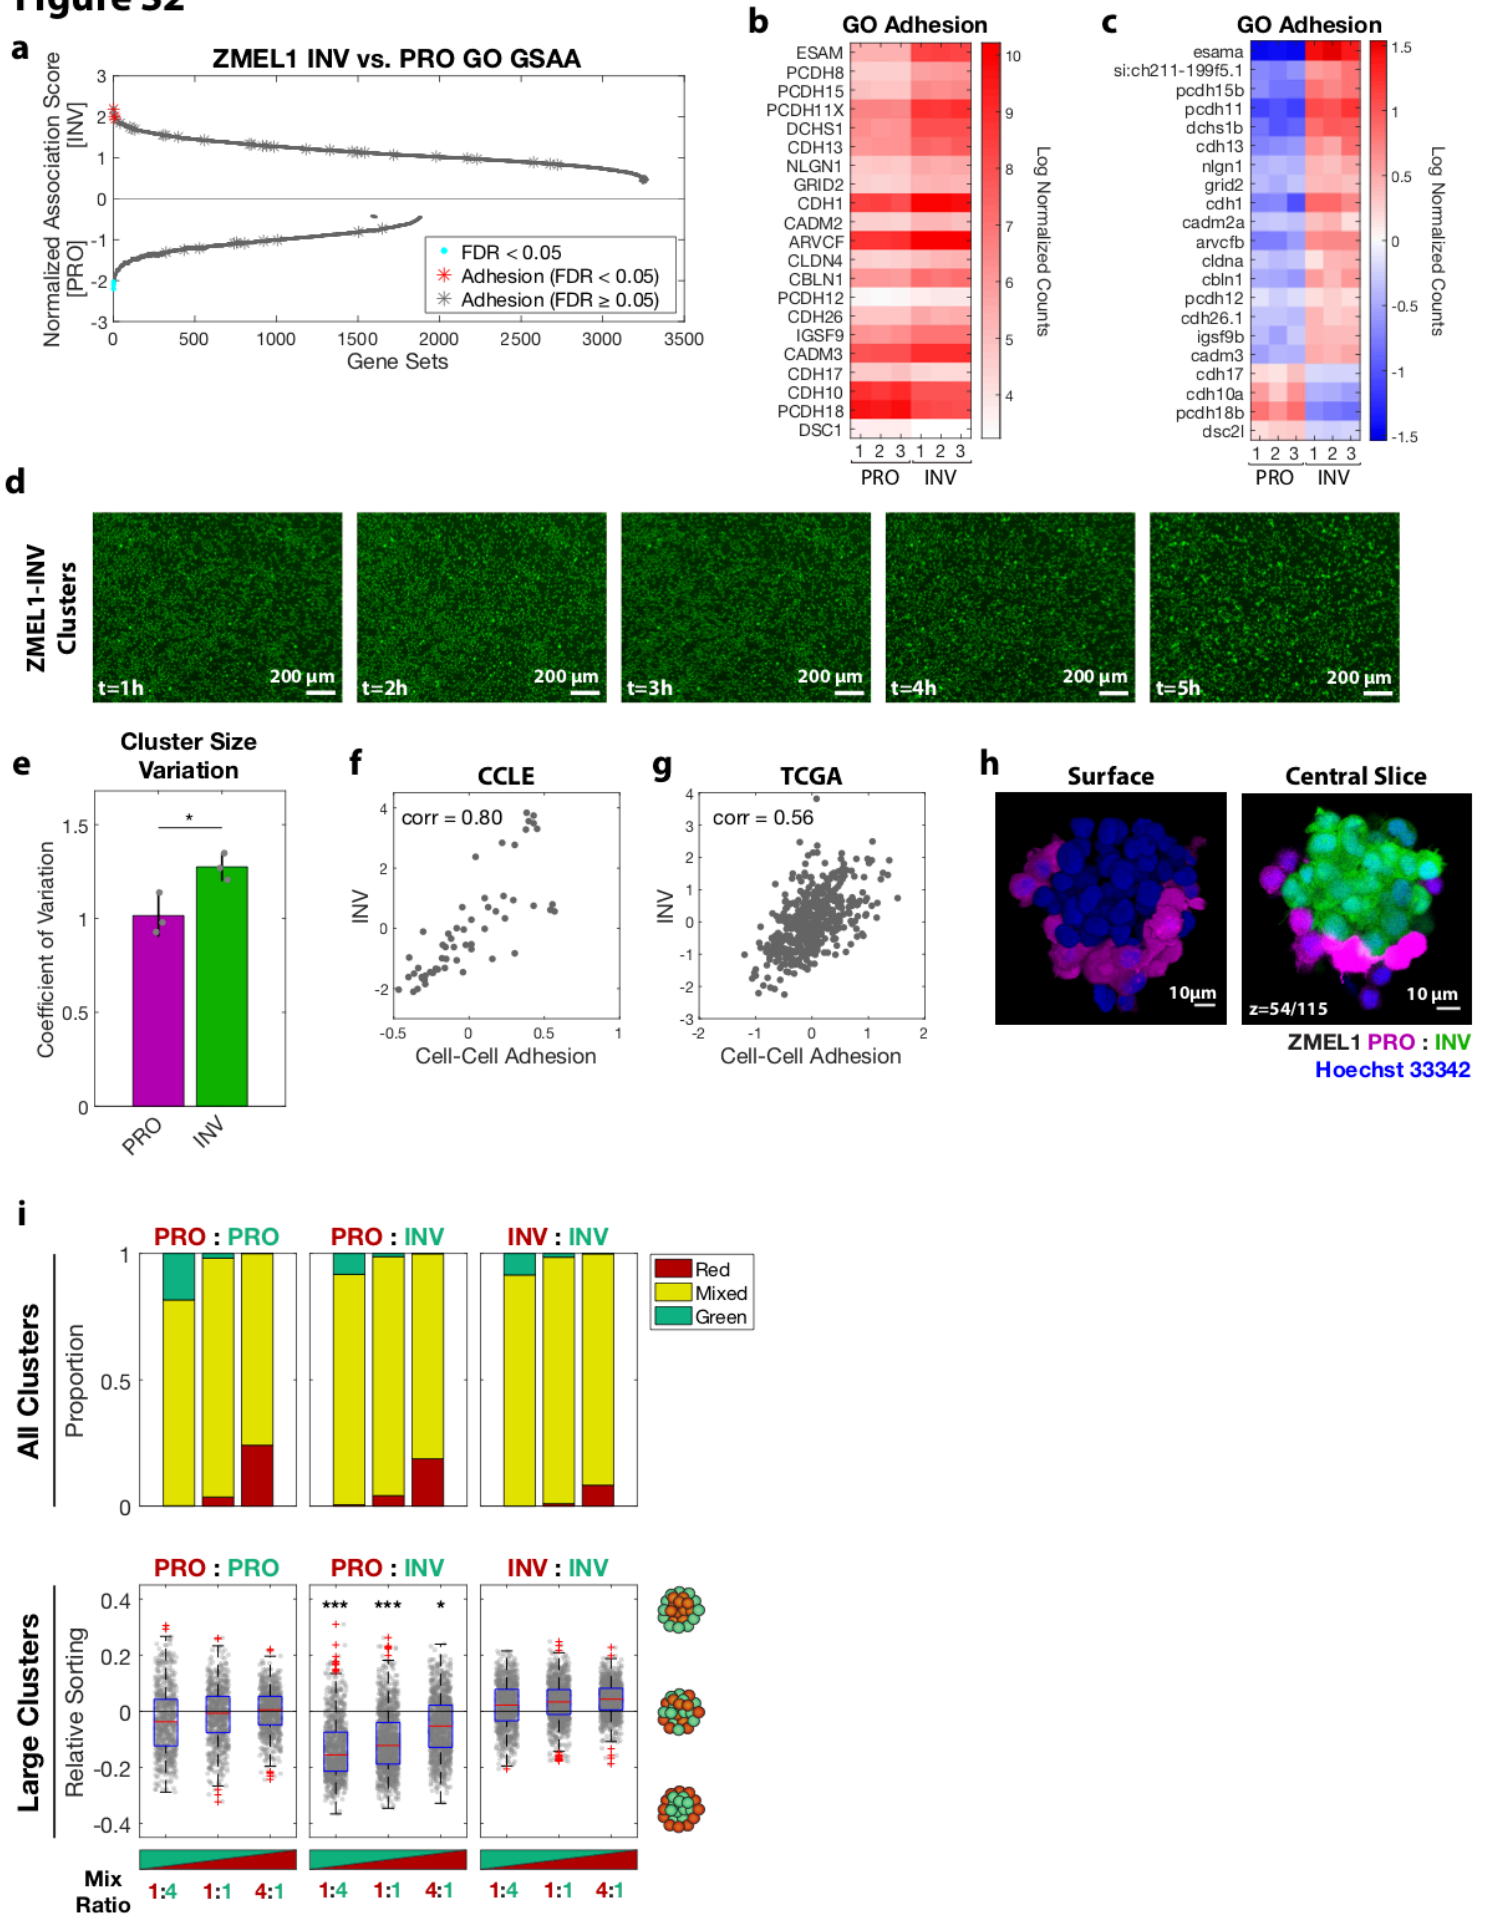 Figure S2
a
ZMEL1 INV vs. PRO GO GSAA
Normalized Association Score
[PRO] [INV]
3
2
1
0
-1
-2
-3
0 500 1000 1500 2000 2500 3000 3500
Gene Sets
FDR < 0.05
Adhesion (FDR < 0.05)
Adhesion (FDR ≥ 0.05)
b
GO Adhesion
ESAM
PCDH8
PCDH15
PCDH11X
DCHS1
CDH13
NLGN1
GRID2
CDH1
CADM2
ARVCF
CLDN4
CBLN1
PCDH12
CDH26
IGSF9
CADM3
CDH17
CDH10
PCDH18
DSC1
1 2 3 1 2 3
PRO INV
10
9
8
7
6
5
4
Log Normalized Counts
c
GO Adhesion
esama
si:ch211-199f5.1
pcdh15b
pcdh11
dchs1b
cdh13
nlgn1
grid2
cdh1
cadm2a
arvcfb
cldna
cbln1
pcdh12
cdh26.1
igsf9b
cadm3
cdh17
cdh10a
pcdh18b
dsc2l
1 2 3 1 2 3
PRO INV
1.5
1
0.5
0
-0.5
-1
-1.5
Log Normalized Counts
d
ZMEL1-INV
Clusters
t=1h 200 µm
t=2h 200 µm
t=3h 200 µm
t=4h 200 µm
t=5h 200 µm
e
Cluster Size
Variation
Coefficient of Variation
1.5
1
0.5
0
*
PRO INV
f
CCLE
corr = 0.80
INV
4
2
0
-2
-0.5 0 0.5 1
Cell-Cell Adhesion
g
TCGA
corr = 0.56
INV
4
3
2
1
0
-1
-2
-3
-2 -1 0 1 2
Cell-Cell Adhesion
h
Surface
10µm
Central Slice
z=54/115
10 µm
ZMEL1 PRO : INV
Hoechst 33342
i
All Clusters
Proportion
1
0.5
0
PRO : PRO
PRO : INV
INV : INV
Red
Mixed
Green
Large Clusters
Relative Sorting
PRO : PRO
PRO : INV
INV : INV
0.4
0.2
0
-0.2
-0.4
*** *** *
Mix
Ratio
1:4 1:1 4:1
1:4 1:1 4:1
1:4 1:1 4:1